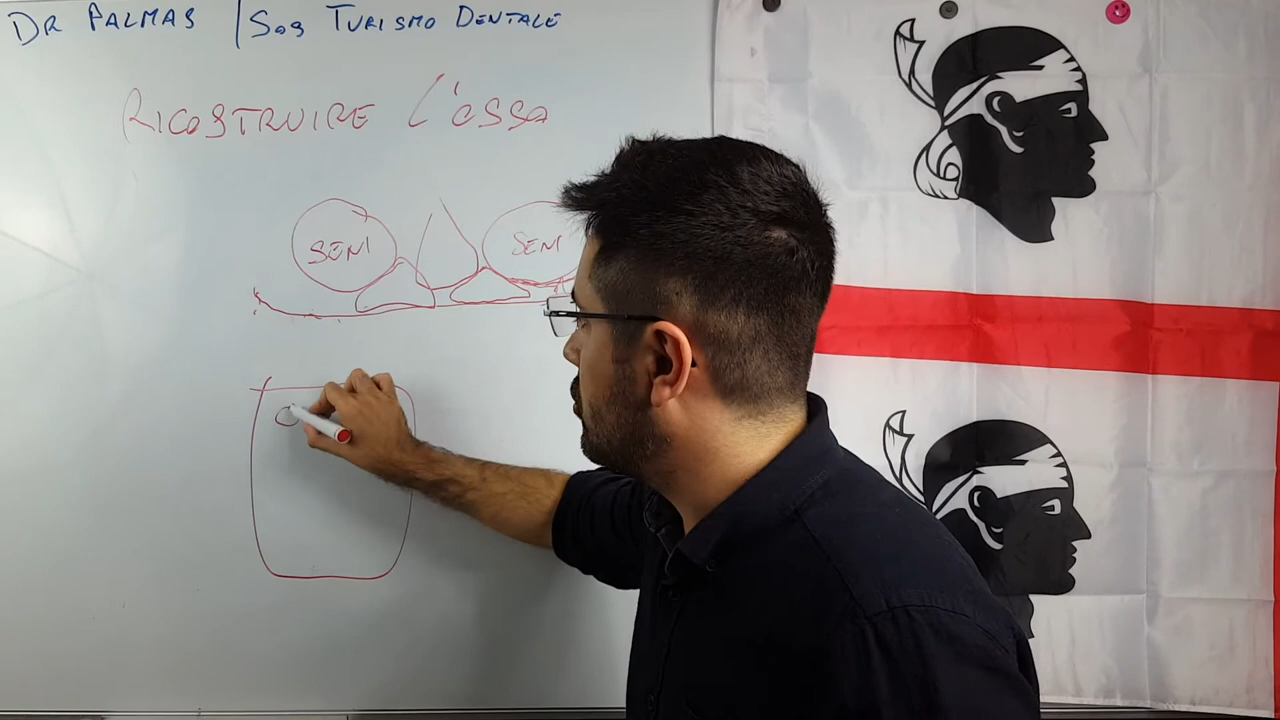 DR PALMAS | SOS TURISMO DENTALE
RICOSTRUIRE L'OSSO
SENI
SENI